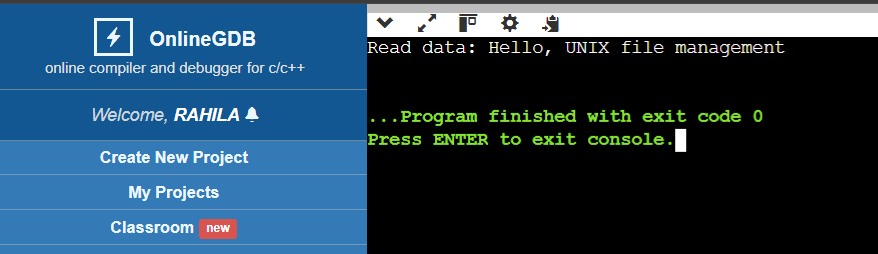 OnlineGDB
online compiler and debugger for c/c++
Welcome, RAHILA
Create New Project
My Projects
Classroom new
Read data: Hello, UNIX file management
...Program finished with exit code 0
Press ENTER to exit console.